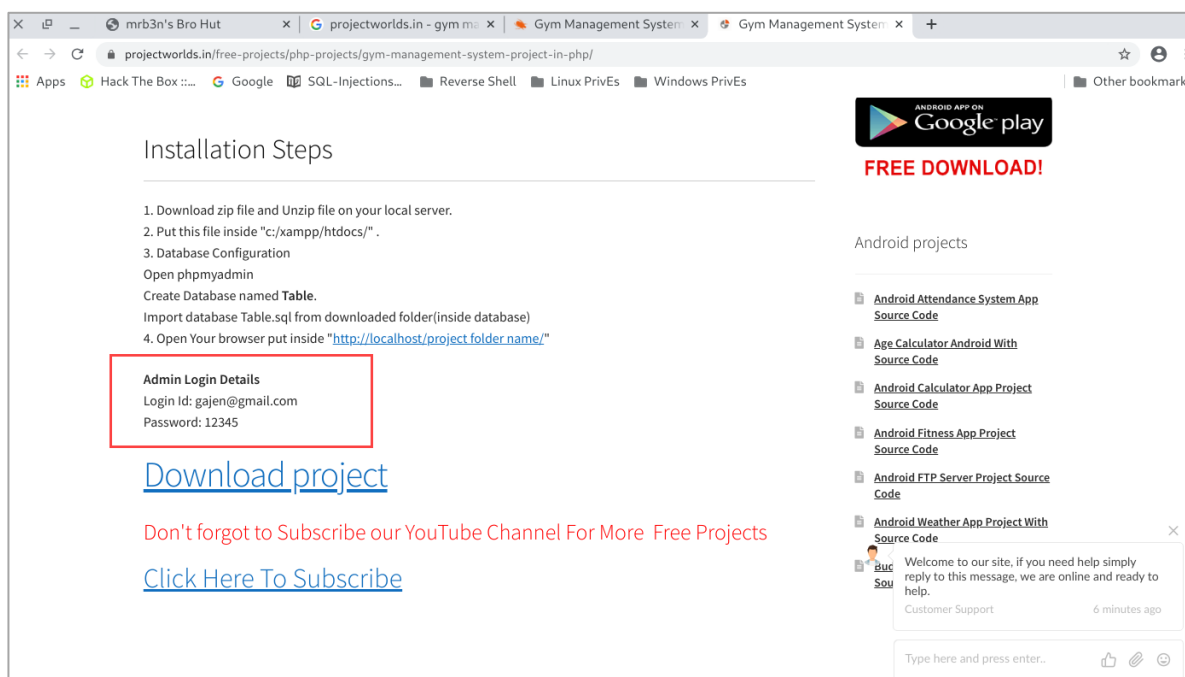 mrb3n's Bro Hut
projectworlds.in - gym ma
Gym Management System
Gym Management System
projectworlds.in/free-projects/php-projects/gym-management-system-project-in-php/
Apps
Hack The Box ::...
Google
SQL-Injections...
Reverse Shell
Linux PrivEs
Windows PrivEs
Other bookmark
Installation Steps
1. Download zip file and Unzip file on your local server.
2. Put this file inside "c:/xampp/htdocs/" .
3. Database Configuration
Open phpmyadmin
Create Database named Table.
Import database Table.sql from downloaded folder(inside database)
4. Open Your browser put inside "http://localhost/project folder name/"
Admin Login Details
Login Id: gajen@gmail.com
Password: 12345
Download project
Don't forgot to Subscribe our YouTube Channel For More Free Projects
Click Here To Subscribe
ANDROID APP ON
Google play
FREE DOWNLOAD!
Android projects
Android Attendance System App
Source Code
Age Calculator Android With
Source Code
Android Calculator App Project
Source Code
Android Fitness App Project
Source Code
Android FTP Server Project Source
Code
Android Weather App Project With
Source Code
Welcome to our site, if you need help simply
reply to this message, we are online and ready to
help.
Customer Support
6 minutes ago
Type here and press enter..